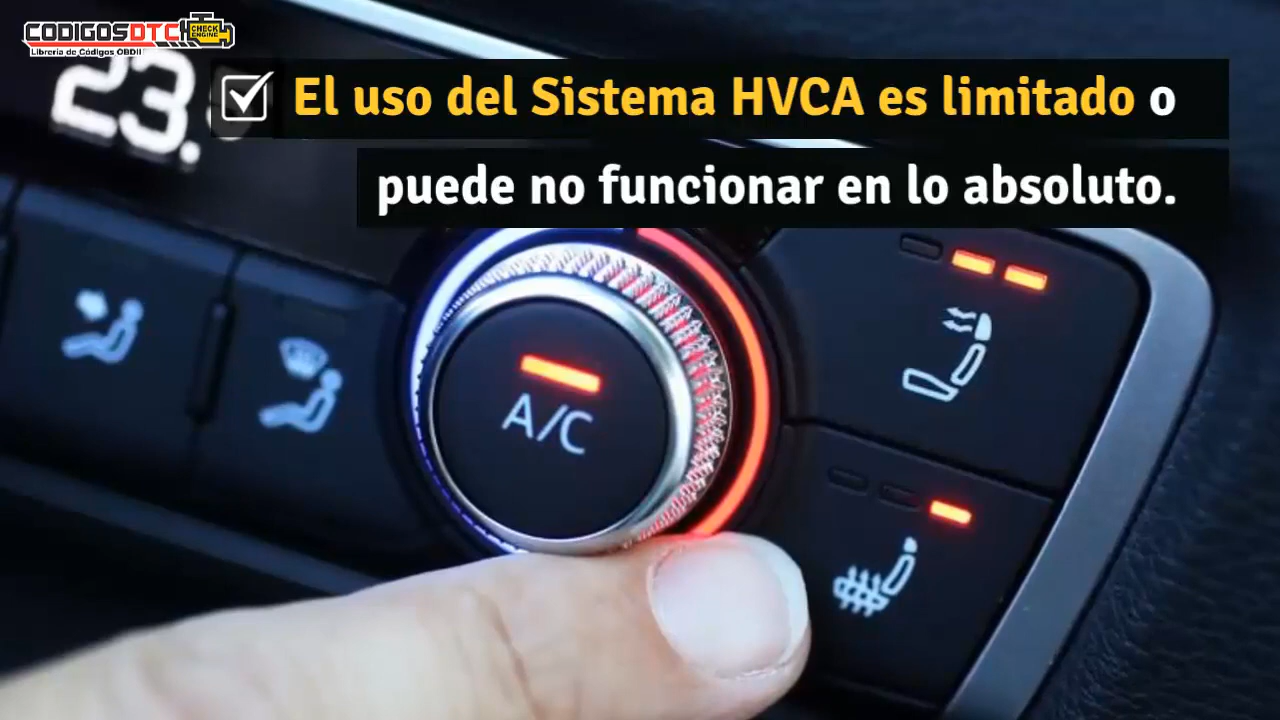 CODIGOSDTC
CHECK
ENGINE
Librería de Códigos OBDII
23.
El uso del Sistema HVCA es limitado o
puede no funcionar en lo absoluto.
A/C